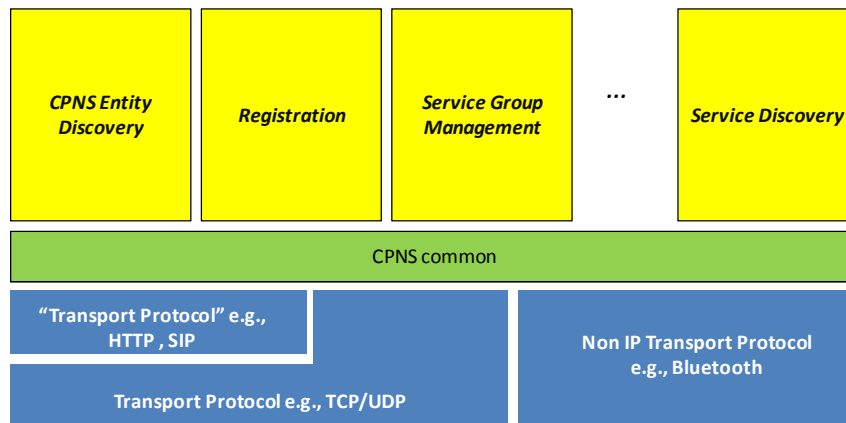 CPNS Entity
Discovery
Registration
Service Group
Management
...
Service Discovery
CPNS common
“Transport Protocol” e.g.,
HTTP , SIP
Transport Protocol e.g., TCP/UDP
Non IP Transport Protocol
e.g., Bluetooth